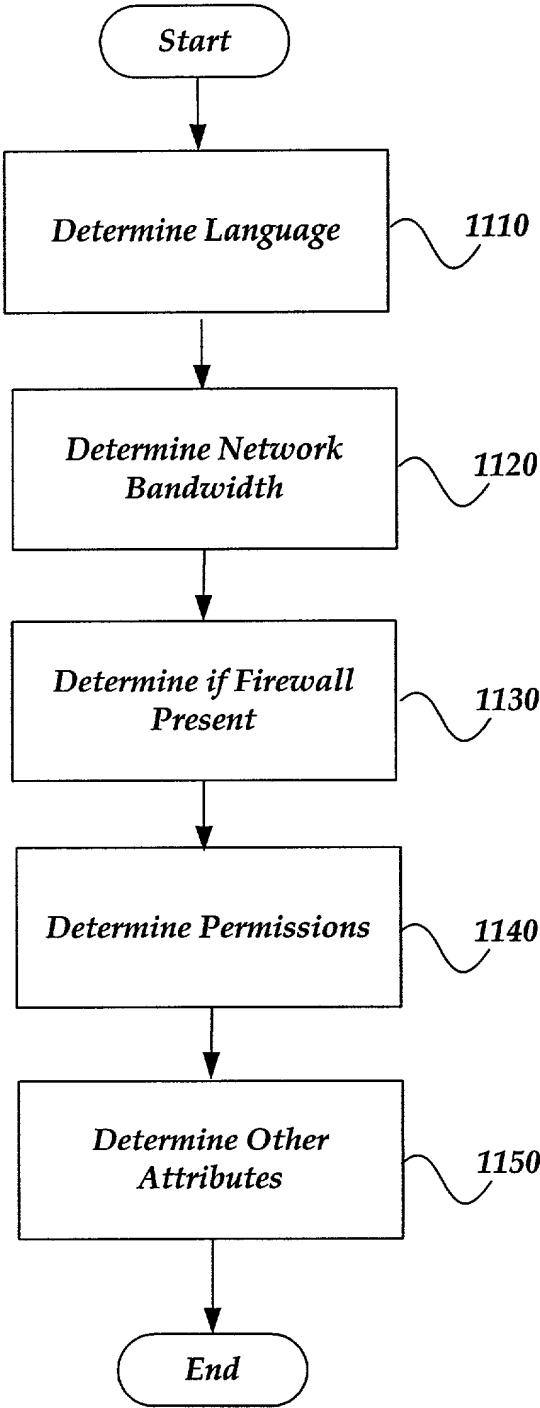 Start
Determine Language
1110
Determine Network
Bandwidth
1120
Determine if Firewall
Present
1130
Determine Permissions
1140
Determine Other
Attributes
1150
End